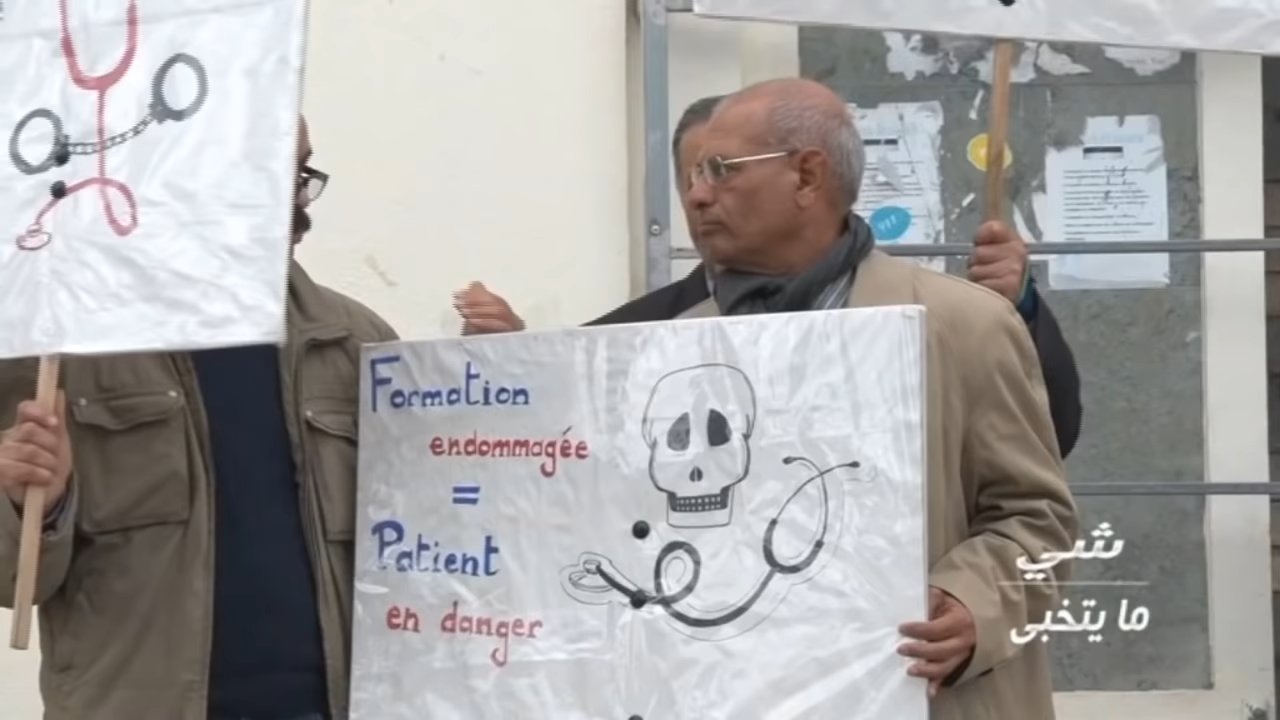 Formation
endommagée
=
Patient
en danger
شي
ما يتخبى